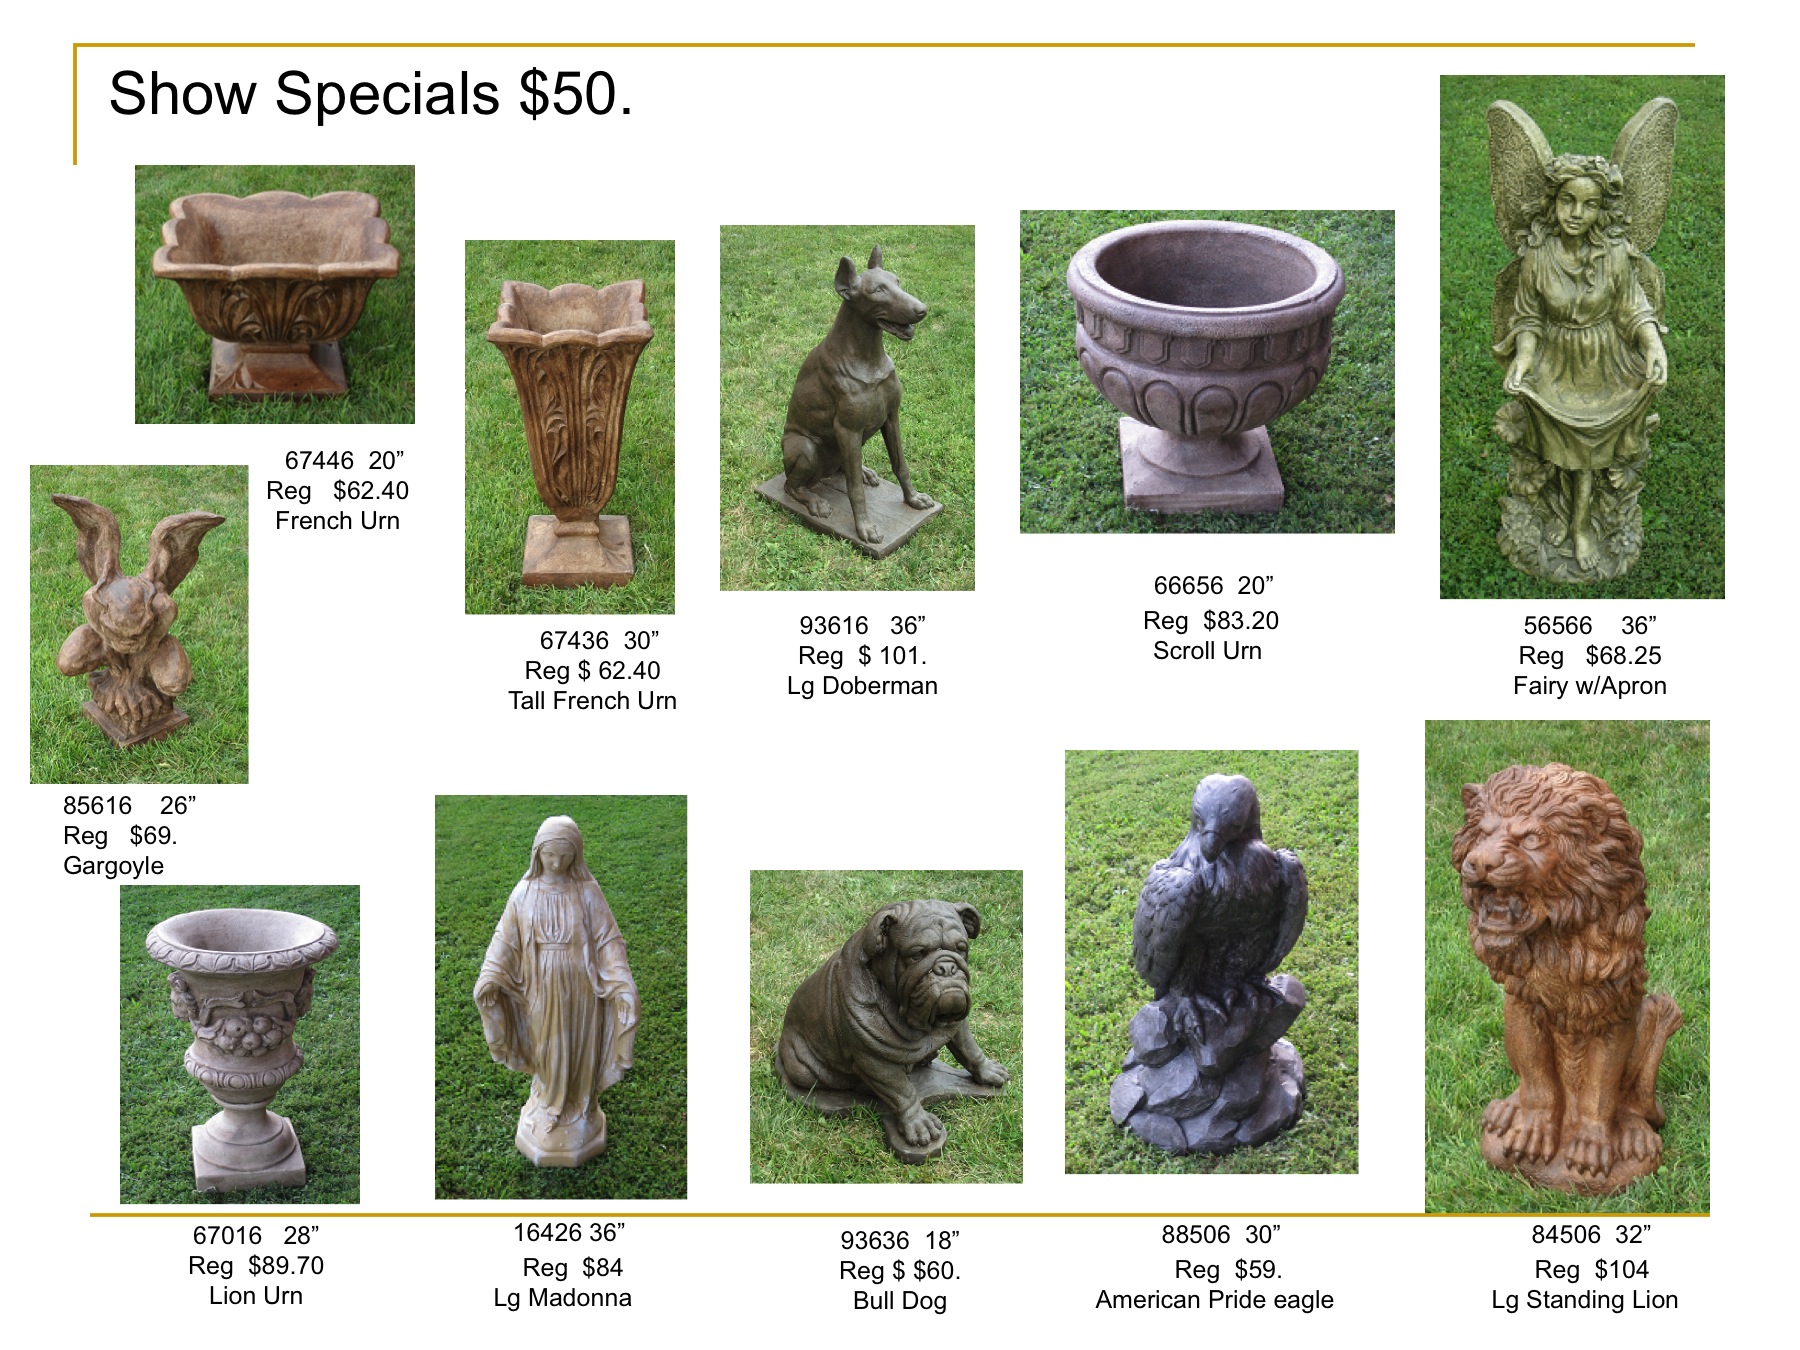 Show Specials $50.
67446 20”
Reg $62.40
French Urn
67436 30”
Reg $ 62.40
Tall French Urn
93616 36”
Reg $ 101.
Lg Doberman
66656 20”
Reg $83.20
Scroll Urn
56566 36”
Reg $68.25
Fairy w/Apron
85616 26”
Reg $69.
Gargoyle
67016 28”
Reg $89.70
Lion Urn
16426 36”
Reg $84
Lg Madonna
93636 18”
Reg $ $60.
Bull Dog
88506 30”
Reg $59.
American Pride eagle
84506 32”
Reg $104
Lg Standing Lion